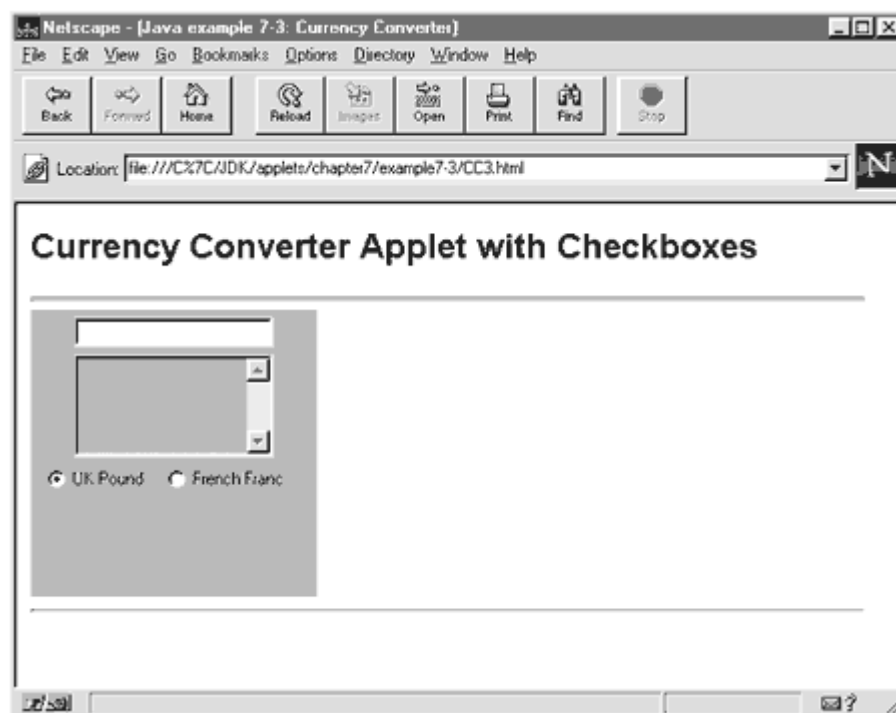 Netscape - [Java example 7-3: Currency Converter]
File Edit View Go Bookmarks Options Directory Window Help
Back Forward Home Reload Images Open Print Find Stop
Location: file:///C%7C/JDK/applets/chapter7/example7-3/CC3.html
N
Currency Converter Applet with Checkboxes
UK Pound French Franc
?